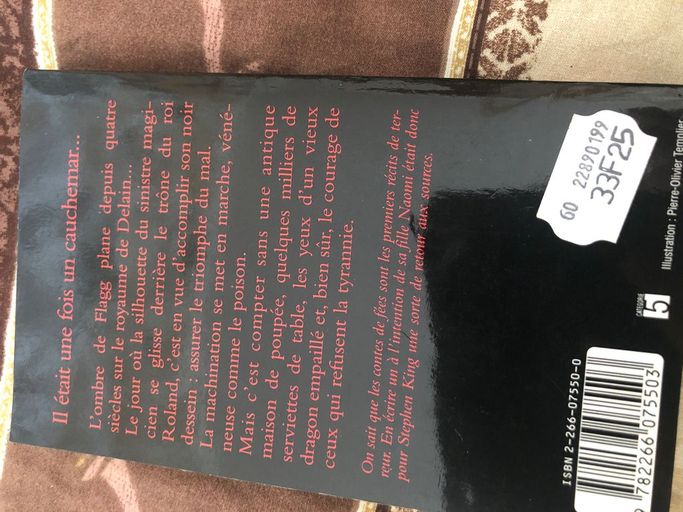 Il était une fois un cauchemar...
L'ombre de Flagg plane depuis quatre
siècles sur le royaume de Delain...
Le jour où la silhouette du sinistre magi-
cien se glisse derrière le trône du roi
Roland, c'est en vue d'accomplir son noir
dessein : assurer le triomphe du mal.
La machination se met en marche, véné-
neuse comme le poison.
Mais c'est compter sans une antique
maison de poupée, quelques milliers de
serviettes de table, les yeux d'un vieux
dragon empaillé et, bien sûr, le courage de
ceux qui refusent la tyrannie.
On sait que les contes de fées sont les premiers récits de ter-
reur. En écrire un à l'intention de sa fille Naomi était donc
pour Stephen King une sorte de retour aux sources.
GO 22890199
33F25
Illustration : Pierre-Olivier Templier
CATÉGORIE
5
ISBN 2-266-07550-0
9 782266 075503